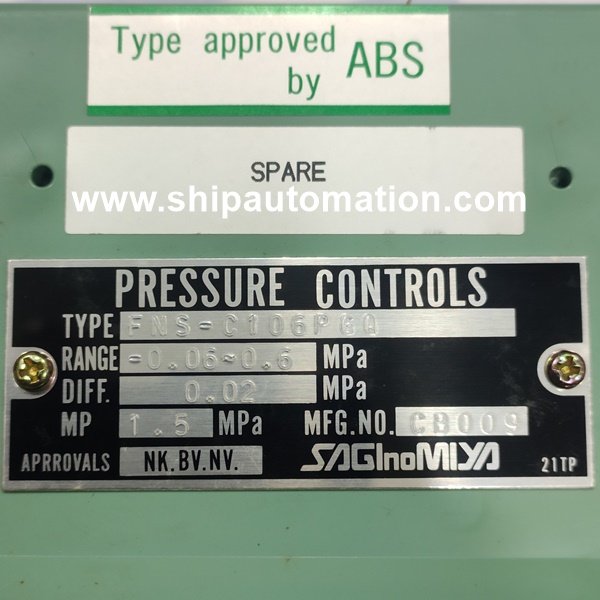 Type approved
by ABS
SPARE
www.shipautomation.com
PRESSURE CONTROLS
TYPE FNS-C106P6Q
RANGE -0.06~0.6 MPa
DIFF. 0.02 MPa
MP 1.5 MPa MFG.NO. CB009
APRROVALS NK.BV.NV. SAGInoMIYA 21TP